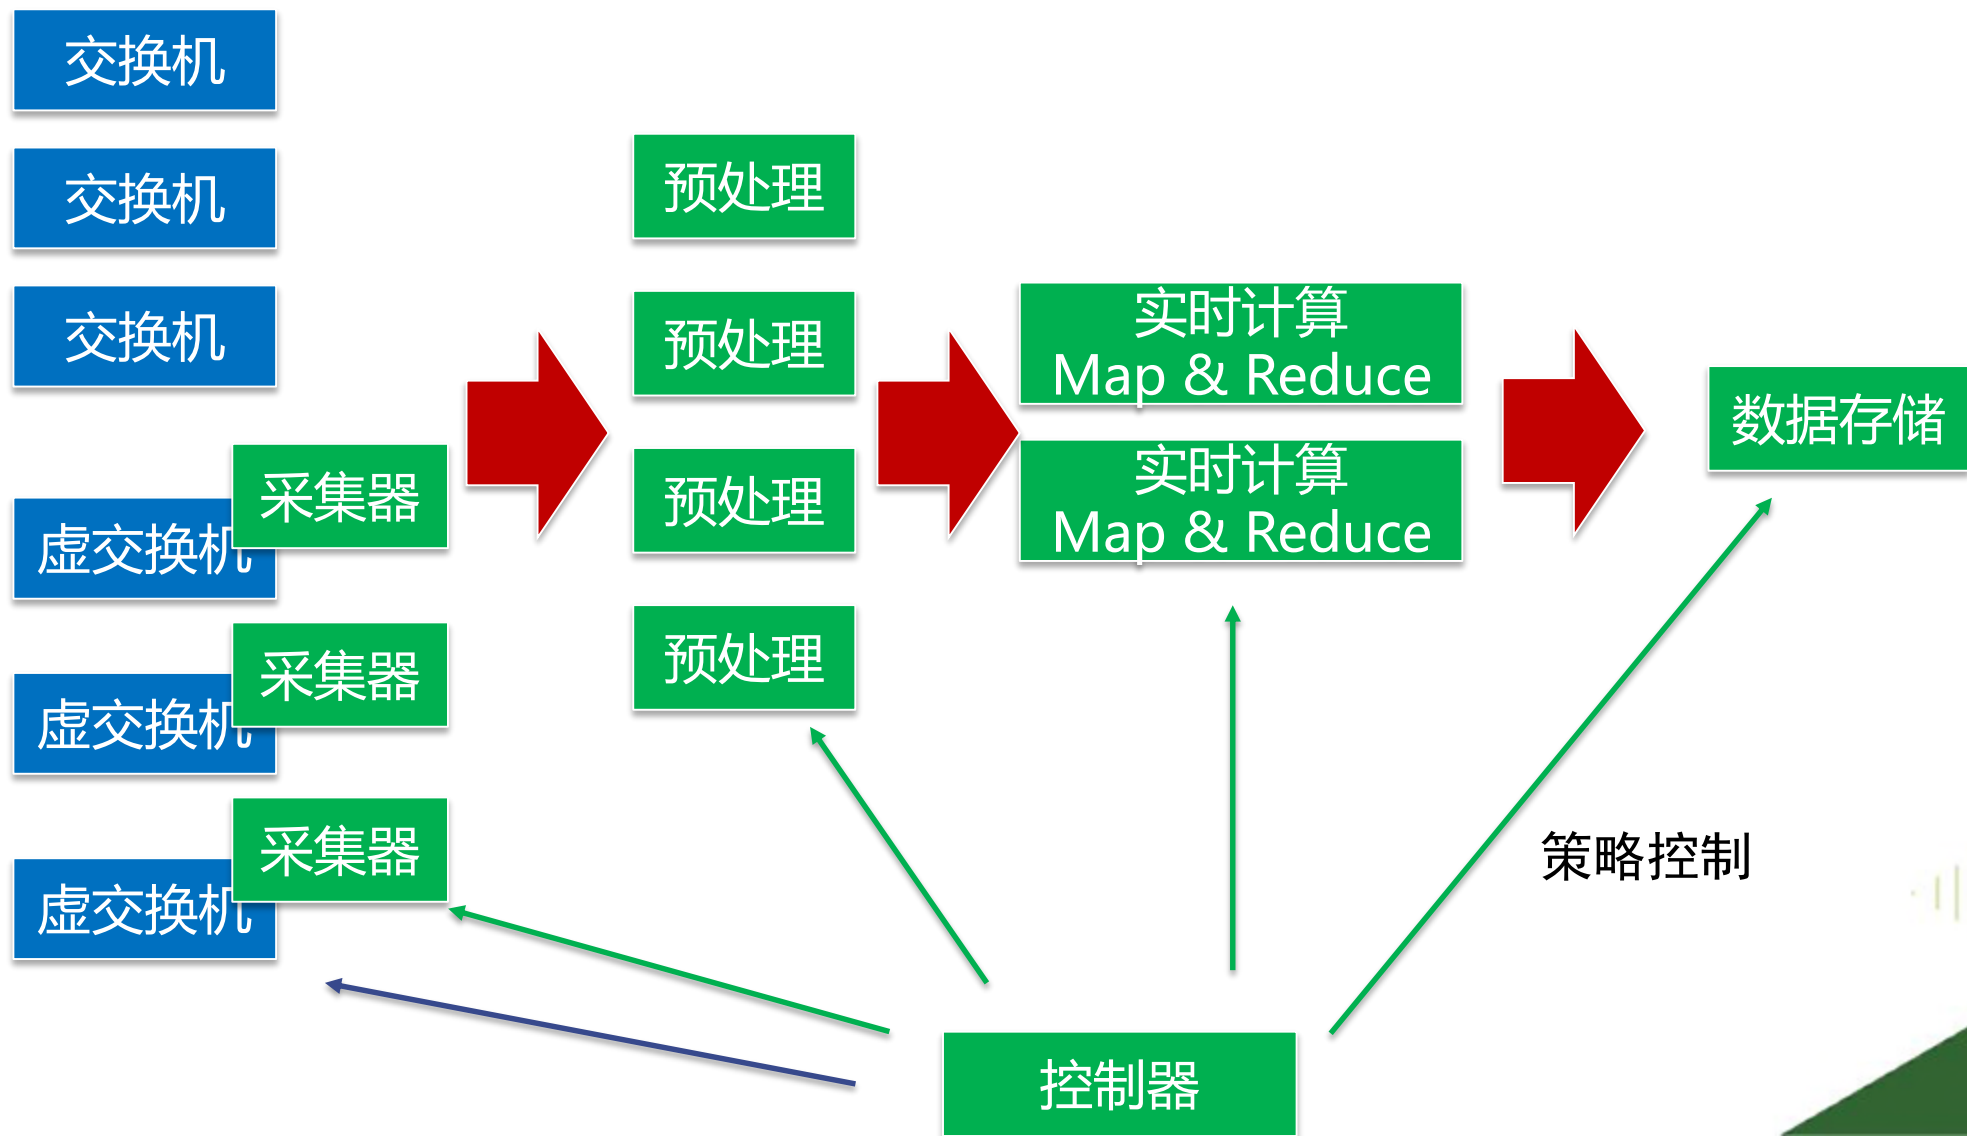 交换机
交换机
交换机
虚交换机
采集器
虚交换机
采集器
虚交换机
采集器
预处理
预处理
预处理
预处理
实时计算
Map & Reduce
实时计算
Map & Reduce
数据存储
策略控制
控制器